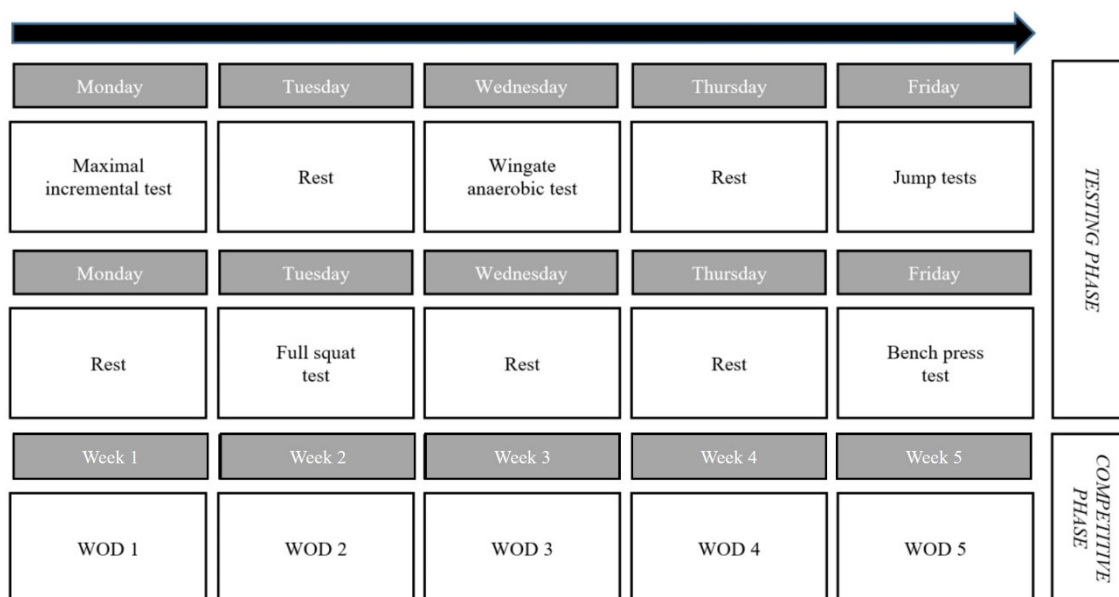 Monday
Tuesday
Wednesday
Thursday
Friday
Maximal
incremental test
Rest
Wingate
anaerobic test
Rest
Jump tests
Monday
Tuesday
Wednesday
Thursday
Friday
Rest
Full squat
test
Rest
Rest
Bench press
test
TESTING PHASE
Week 1
Week 2
Week 3
Week 4
Week 5
WOD 1
WOD 2
WOD 3
WOD 4
WOD 5
COMPETITIVE
PHASE